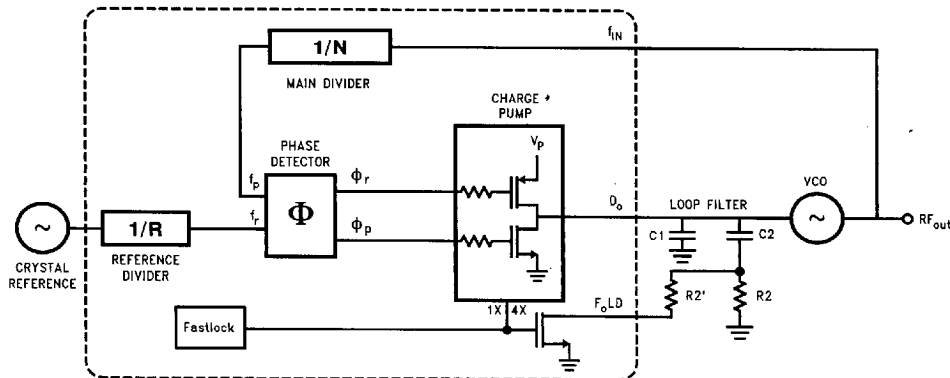 1/N
f_IN
MAIN DIVIDER
CHARGE
PUMP
V_P
PHASE
DETECTOR
f_p
f_r
Φ
ϕ_r
ϕ_p
D_o
LOOP FILTER
C1
C2
VCO
RF_out
~
~
1/R
CRYSTAL
REFERENCE
REFERENCE
DIVIDER
R2'
R2
1X
4X
F_oLD
Fastlock